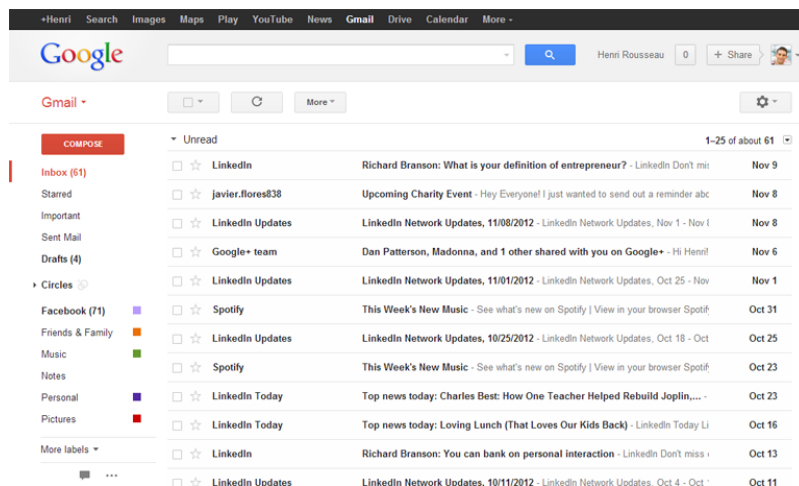 +Henri Search Images Maps Play YouTube News Gmail Drive Calendar More
Google
Henri Rousseau 0 + Share
Gmail
More
COMPOSE
Unread 1–25 of about 61
Inbox (61)
Starred
Important
Sent Mail
Drafts (4)
Circles
Facebook (71)
Friends & Family
Music
Notes
Personal
Pictures
More labels
LinkedIn Richard Branson: What is your definition of entrepreneur? - LinkedIn Don't Nov 9
javier.flores838 Upcoming Charity Event - Hey Everyone! I just wanted to send out a reminder Nov 8
LinkedIn Updates LinkedIn Network Updates, 11/08/2012 - LinkedIn Network Updates, Nov 1 - Nov Nov 8
Google+ team Dan Patterson, Madonna, and 1 other shared with you on Google+ - Hi Henri! Nov 6
LinkedIn Updates LinkedIn Network Updates, 11/01/2012 - LinkedIn Network Updates, Oct 25 - Nov Nov 1
Spotify This Week's New Music - See what's new on Spotify | View in your browser Oct 31
LinkedIn Updates LinkedIn Network Updates, 10/25/2012 - LinkedIn Network Updates, Oct 18 - Oct Oct 25
Spotify This Week's New Music - See what's new on Spotify | View in your browser Oct 23
LinkedIn Today Top news today: Charles Best: How One Teacher Helped Rebuild Joplin,... - Oct 23
LinkedIn Today Top news today: Loving Lunch (That Loves Our Kids Back) - LinkedIn Today Oct 16
LinkedIn Richard Branson: You can bank on personal interaction - LinkedIn Don't miss Oct 13
LinkedIn Updates LinkedIn Network Updates, 10/11/2012 - LinkedIn Network Updates, Oct 4 - Oct Oct 11